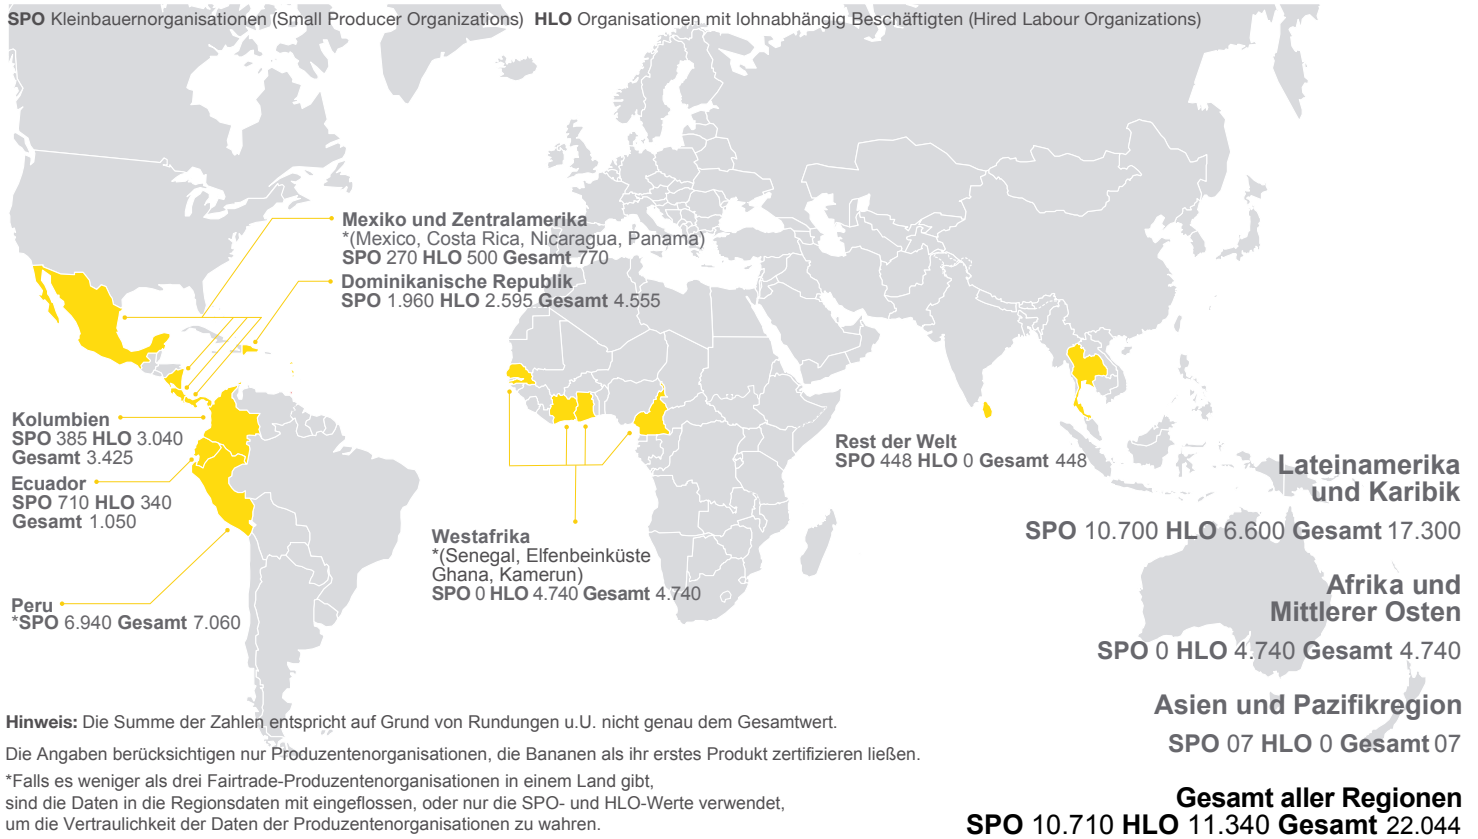 SPO Kleinbauernorganisationen (Small Producer Organizations) HLO Organisationen mit lohnabhängig Beschäftigten (Hired Labour Organizations)
Mexiko und Zentralamerika
*(Mexico, Costa Rica, Nicaragua, Panama)
SPO 270 HLO 500 Gesamt 770
Dominikanische Republik
SPO 1.960 HLO 2.595 Gesamt 4.555
Kolumbien
SPO 385 HLO 3.040
Gesamt 3.425
Ecuador
SPO 710 HLO 340
Gesamt 1.050
Peru
*SPO 6.940 Gesamt 7.060
Westafrika
*(Senegal, Elfenbeinküste
Ghana, Kamerun)
SPO 0 HLO 4.740 Gesamt 4.740
Rest der Welt
SPO 448 HLO 0 Gesamt 448
Lateinamerika
und Karibik
SPO 10.700 HLO 6.600 Gesamt 17.300
Afrika und
Mittlerer Osten
SPO 0 HLO 4.740 Gesamt 4.740
Asien und Pazifikregion
SPO 07 HLO 0 Gesamt 07
Gesamt aller Regionen
SPO 10.710 HLO 11.340 Gesamt 22.044
Hinweis: Die Summe der Zahlen entspricht auf Grund von Rundungen u.U. nicht genau dem Gesamtwert.
Die Angaben berücksichtigen nur Produzentenorganisationen, die Bananen als ihr erstes Produkt zertifizieren ließen.
*Falls es weniger als drei Fairtrade-Produzentenorganisationen in einem Land gibt,
sind die Daten in die Regionsdaten mit eingeflossen, oder nur die SPO- und HLO-Werte verwendet,
um die Vertraulichkeit der Daten der Produzentenorganisationen zu wahren.